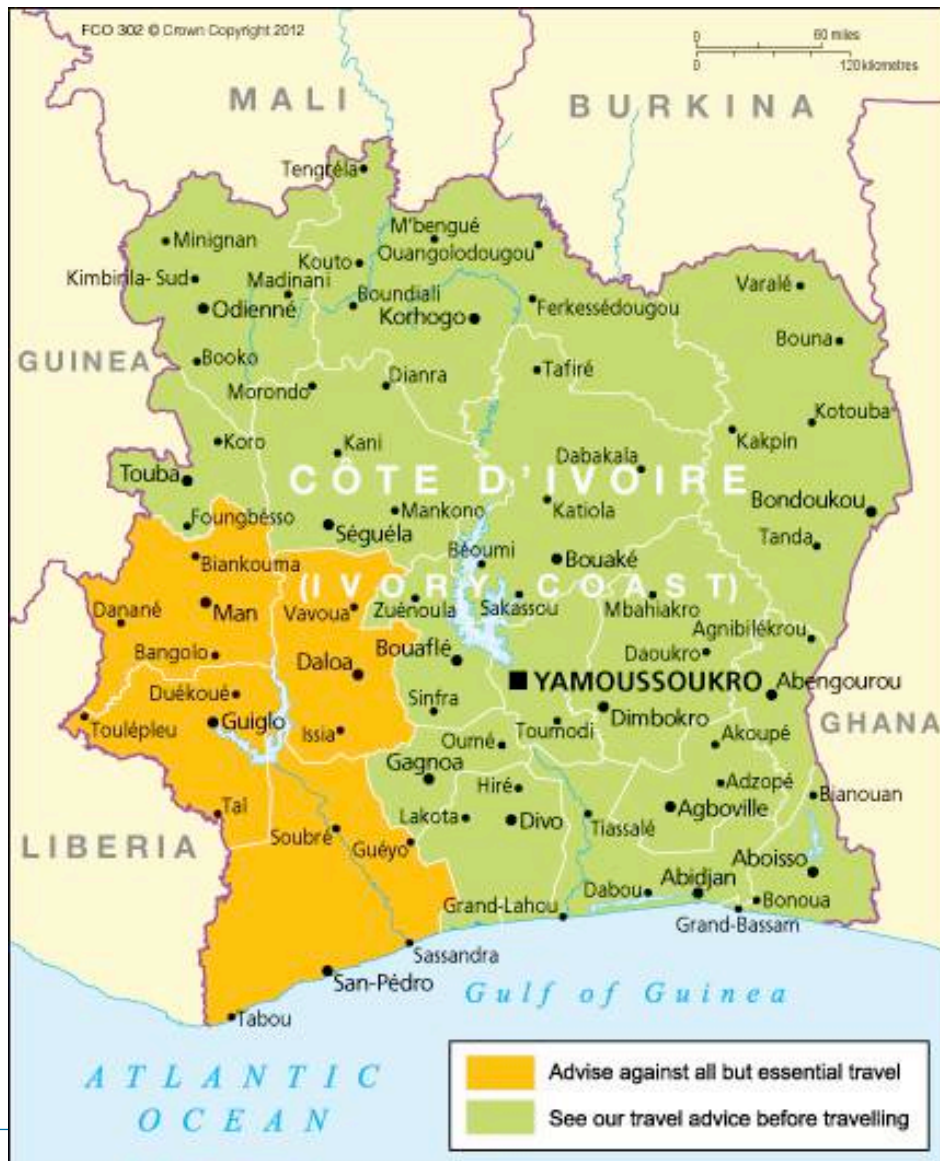 FCO 302 © Crown Copyright 2012
0 60 miles
0 120 kilometres
MALI
BURKINA
Tengréla
M'bengué
Minignan
Ouangolodougou
Kouto
Kimbirila- Sud
Madinani
Varalé
Boundiali
Ferkessédougou
Odienné
Korhogo
Bouna
GUINEA
Booko
Tafiré
Dianra
Morondo
Kotouba
Kakpin
Koro
Kani
Dabakala
Touba
CÔTE D'IVOIRE
Bondoukou
Mankono
Katiola
Foungbésso
Séguéla
Tanda
Béoumi
Bouaké
Biankouma
(IVORY COAST)
Danané
Man
Vavoua
Zuénoula
Sakassou
Mbahiakro
Agnibilékrou
Bangolo
Bouaflé
Daoukro
Daloa
YAMOUSSOUKRO
Abengourou
Duékoué
Sinfra
Toulépleu
Guiglo
Issia
Toumodi
Dimbokro
GHANA
Oumé
Akoupé
Gagnoa
Hiré
Adzopé
Bianouan
Taï
Lakota
Divo
Agboville
LIBERIA
Soubré
Tiassalé
Guéyo
Aboisso
Dabou
Abidjan
Grand-Lahou
Bonoua
Grand-Bassam
Sassandra
San-Pédro
Gulf of Guinea
Tabou
ATLANTIC
OCEAN
Advise against all but essential travel
See our travel advice before travelling